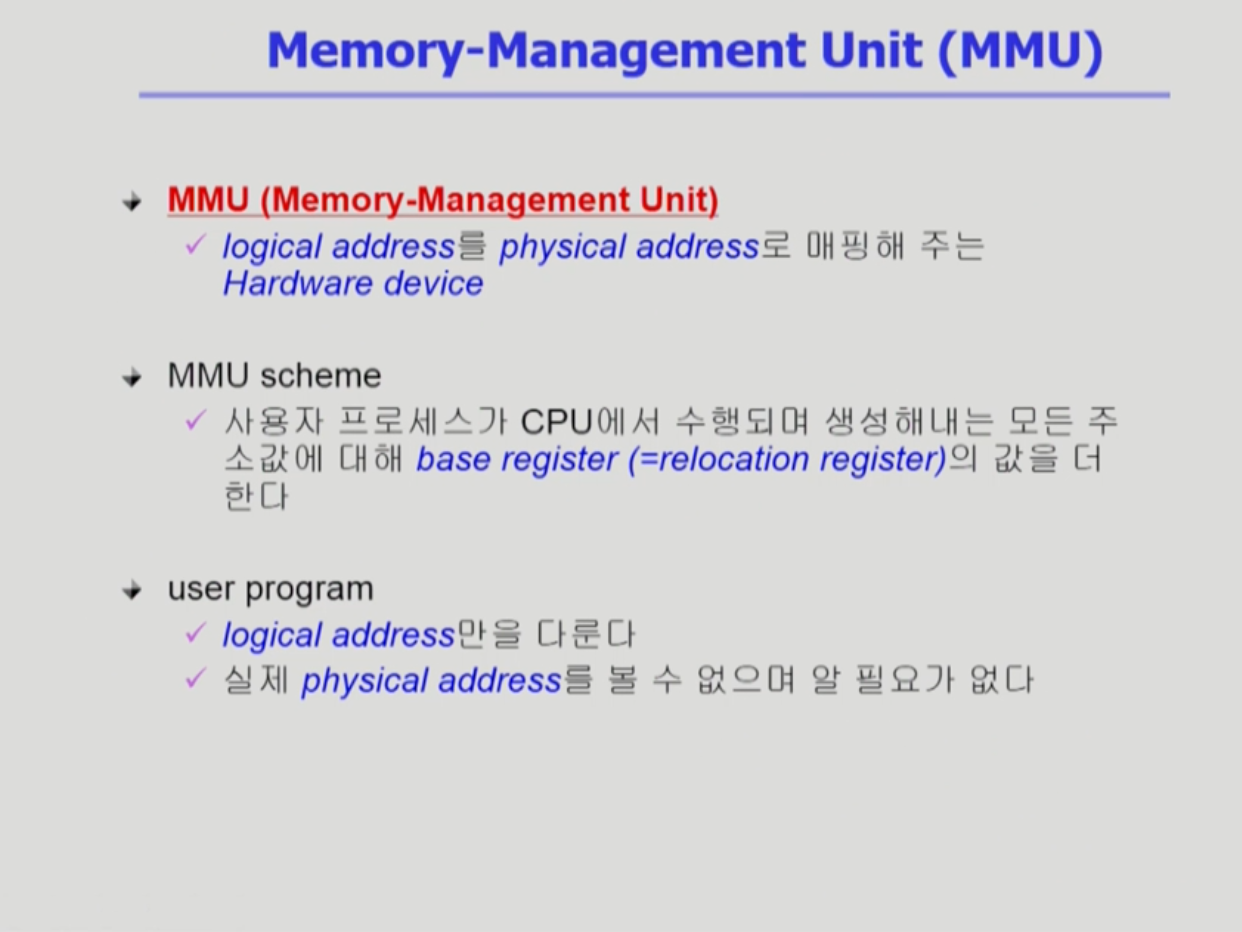 Memory-Management Unit (MMU)
MMU (Memory-Management Unit)
logical address를 physical address로 매핑해 주는
Hardware device
MMU scheme
사용자 프로세스가 CPU에서 수행되며 생성해내는 모든 주
소값에 대해 base register (=relocation register)의 값을 더
한다
user program
logical address만을 다룬다
실제 physical address를 볼 수 없으며 알 필요가 없다